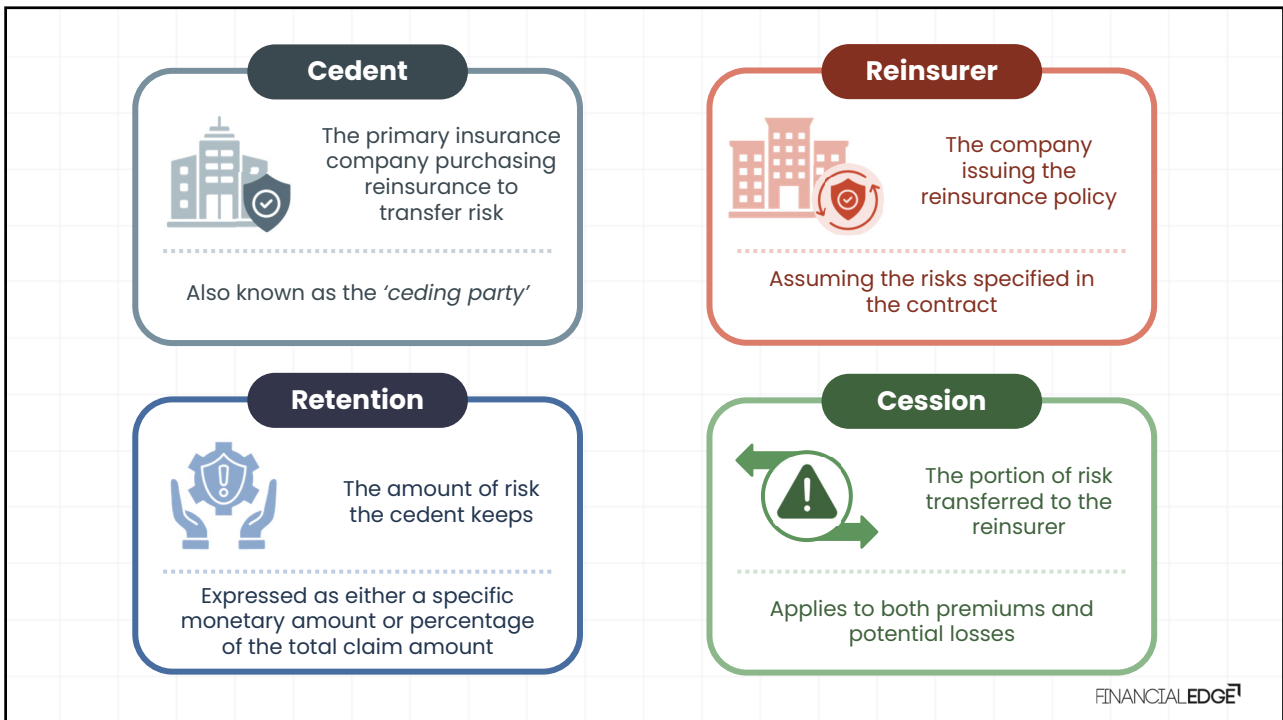 Cedent
The primary insurance
company purchasing
reinsurance to
transfer risk
Also known as the ‘ceding party’
Reinsurer
The company
issuing the
reinsurance policy
Assuming the risks specified in
the contract
Retention
The amount of risk
the cedent keeps
Expressed as either a specific
monetary amount or percentage
of the total claim amount
Cession
The portion of risk
transferred to the
reinsurer
Applies to both premiums and
potential losses
FINANCIALEDGE